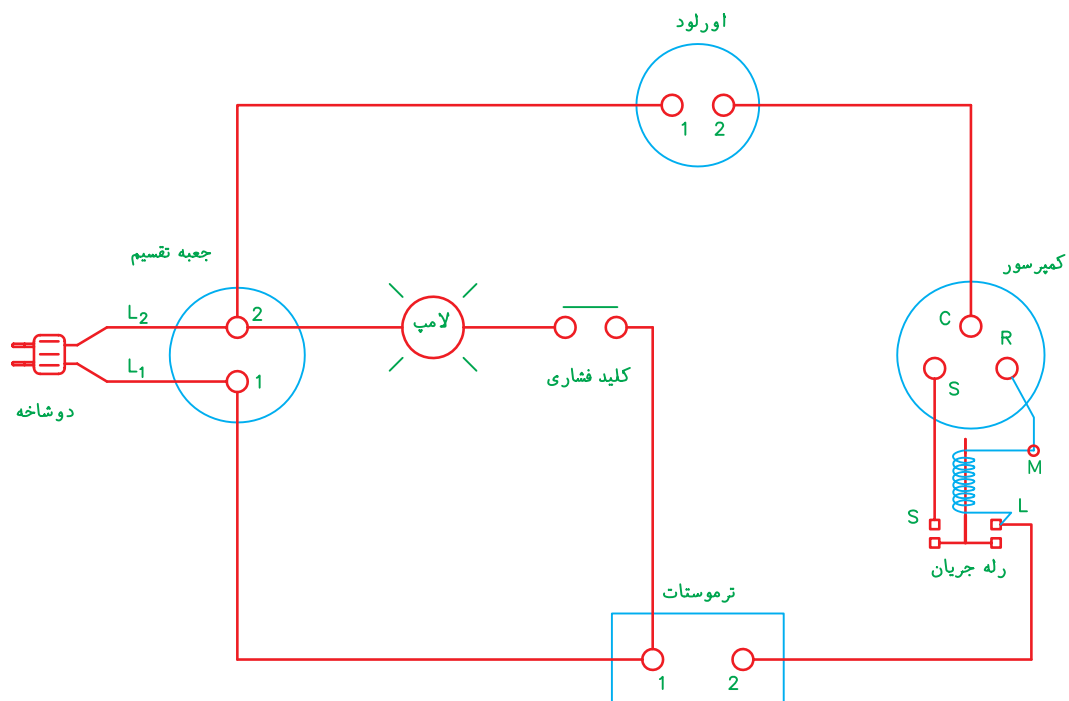 اورلود
1 2
جعبه تقسیم
کمپرسور
L2
2
لامپ
C
R
L1
1
کلید فشاری
S
دوشاخه
M
S
L
رله جریان
ترموستات
1 2